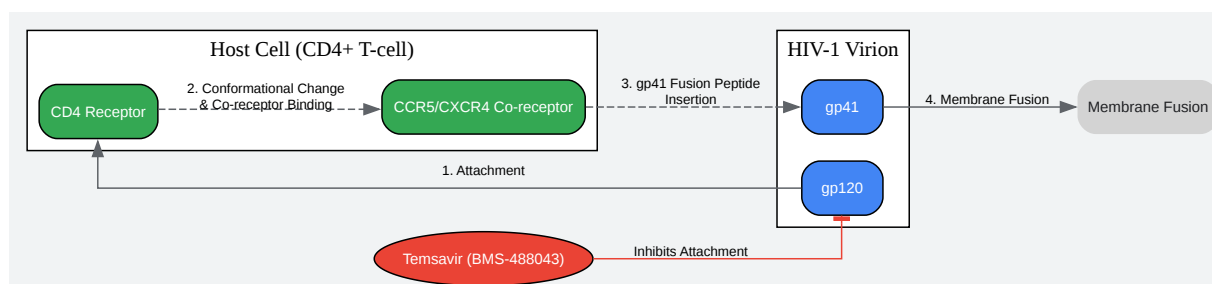 Host Cell (CD4+ T-cell)
HIV-1 Virion
CD4 Receptor
2. Conformational Change
& Co-receptor Binding
CCR5/CXCR4 Co-receptor
3. gp41 Fusion Peptide
Insertion
gp41
4. Membrane Fusion
Membrane Fusion
1. Attachment
gp120
Temsavir (BMS-488043)
Inhibits Attachment